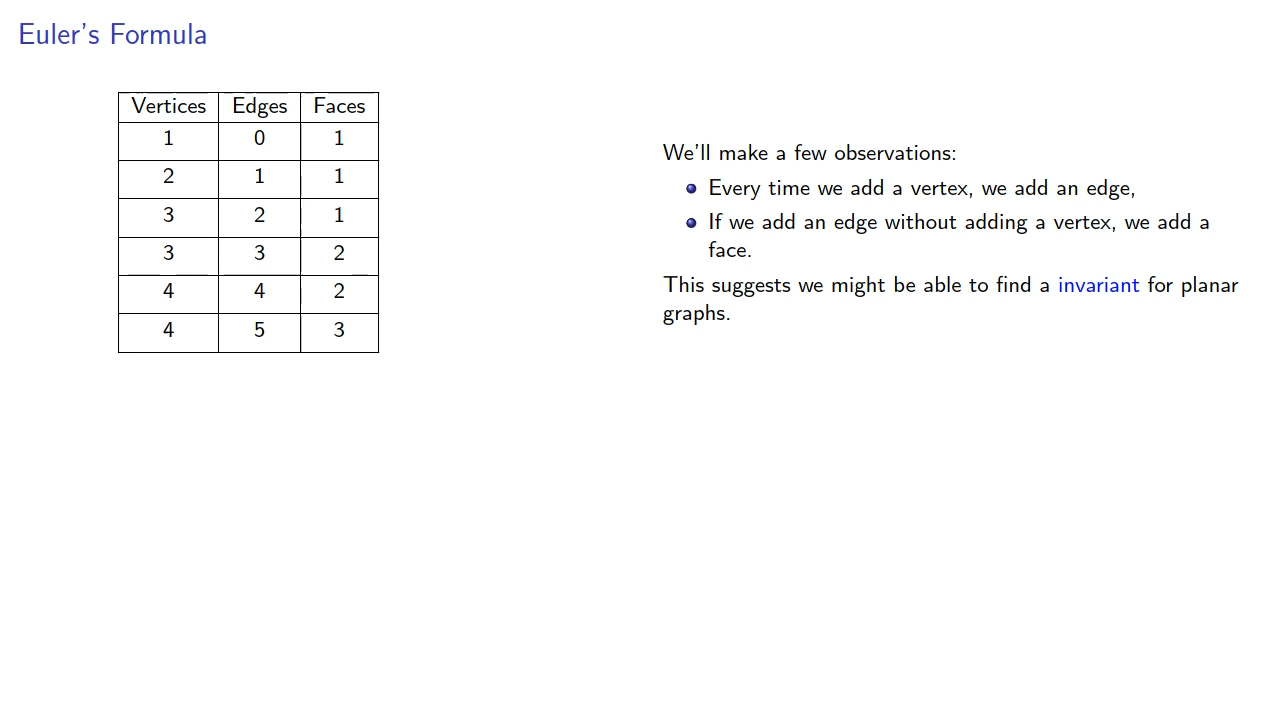 Euler's Formula
Vertices Edges Faces
1 0 1
2 1 1
3 2 1
3 3 2
4 4 2
4 5 3
We'll make a few observations:
Every time we add a vertex, we add an edge,
If we add an edge without adding a vertex, we add a
face.
This suggests we might be able to find a invariant for planar
graphs.